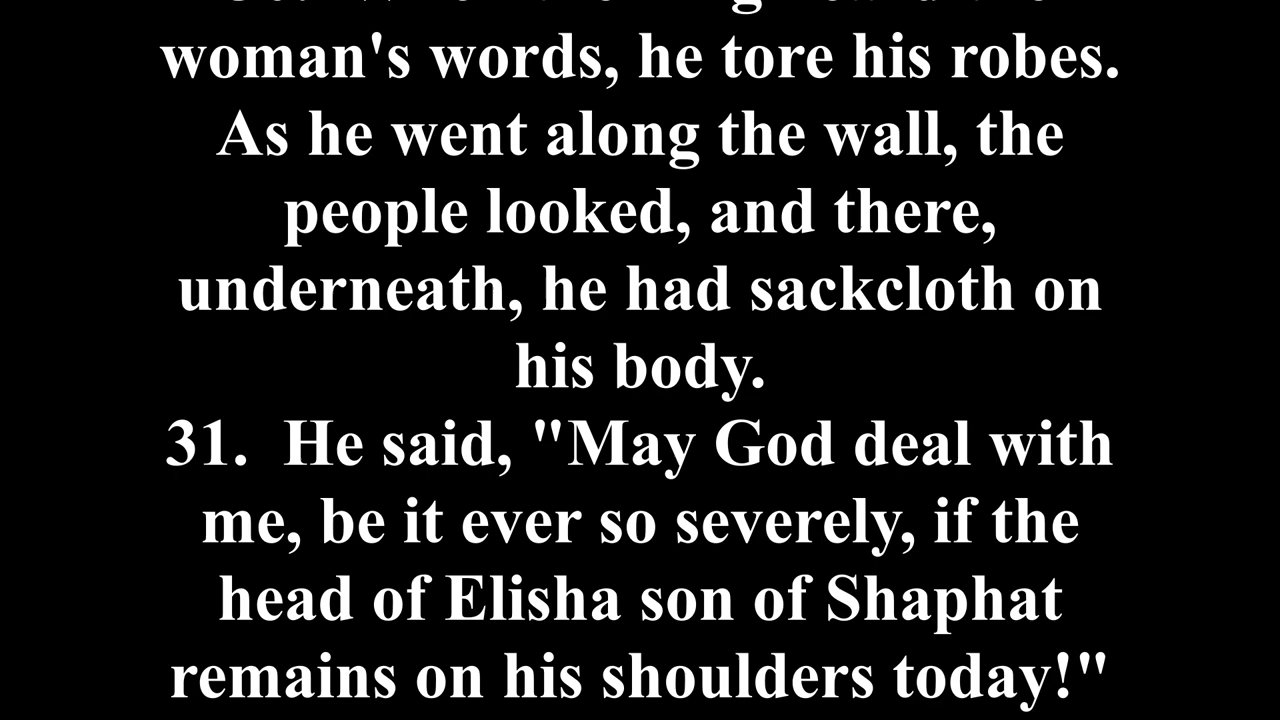 woman's words, he tore his robes.
As he went along the wall, the
people looked, and there,
underneath, he had sackcloth on
his body.
31. He said, "May God deal with
me, be it ever so severely, if the
head of Elisha son of Shaphat
remains on his shoulders today!"